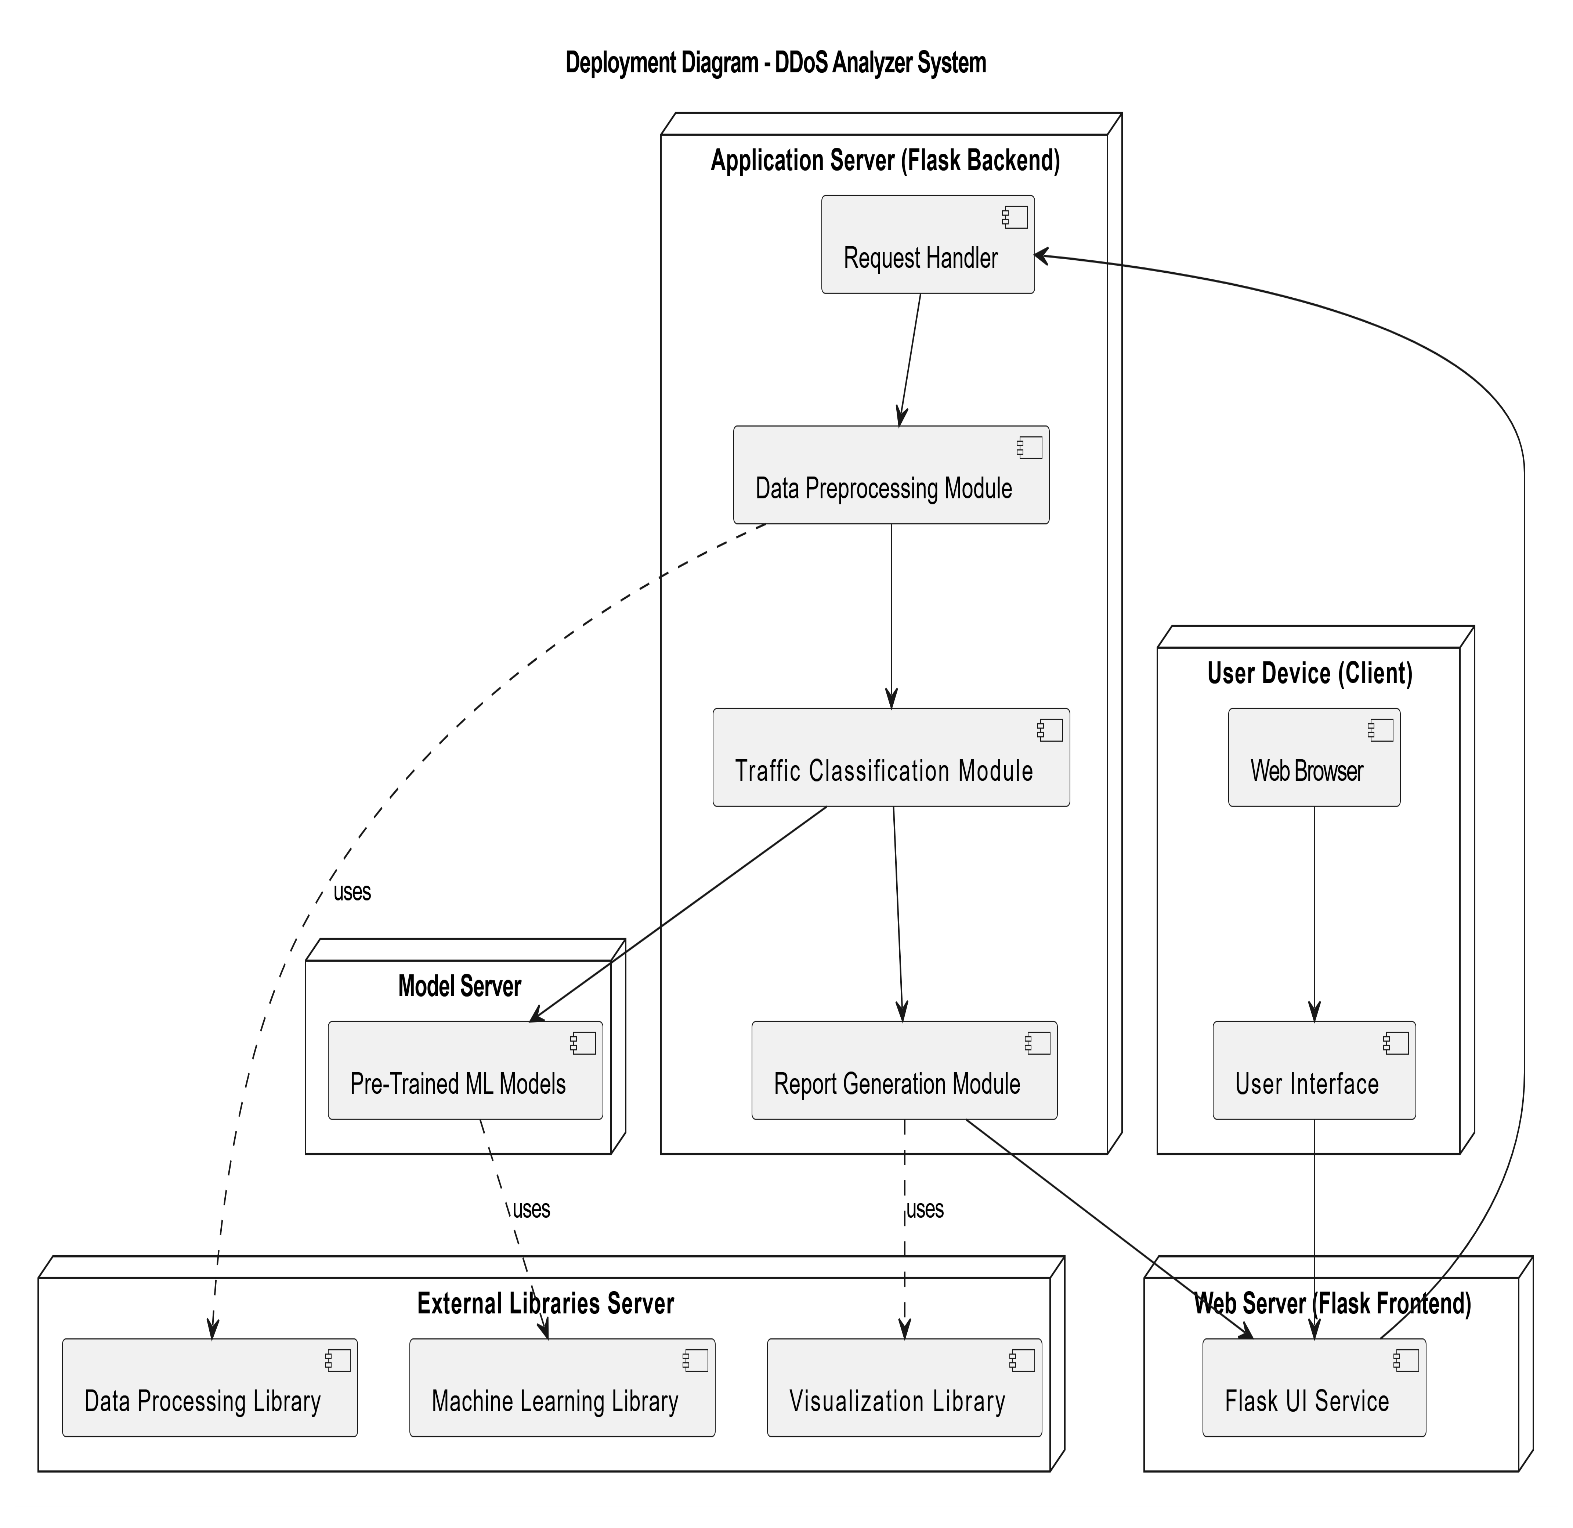 Deployment Diagram - DDoS Analyzer System
Application Server (Flask Backend)
Request Handler
Data Preprocessing Module
User Device (Client)
Traffic Classification Module
Web Browser
uses
Model Server
Pre-Trained ML Models
Report Generation Module
User Interface
uses
uses
External Libraries Server
Web Server (Flask Frontend)
Data Processing Library
Machine Learning Library
Visualization Library
Flask UI Service